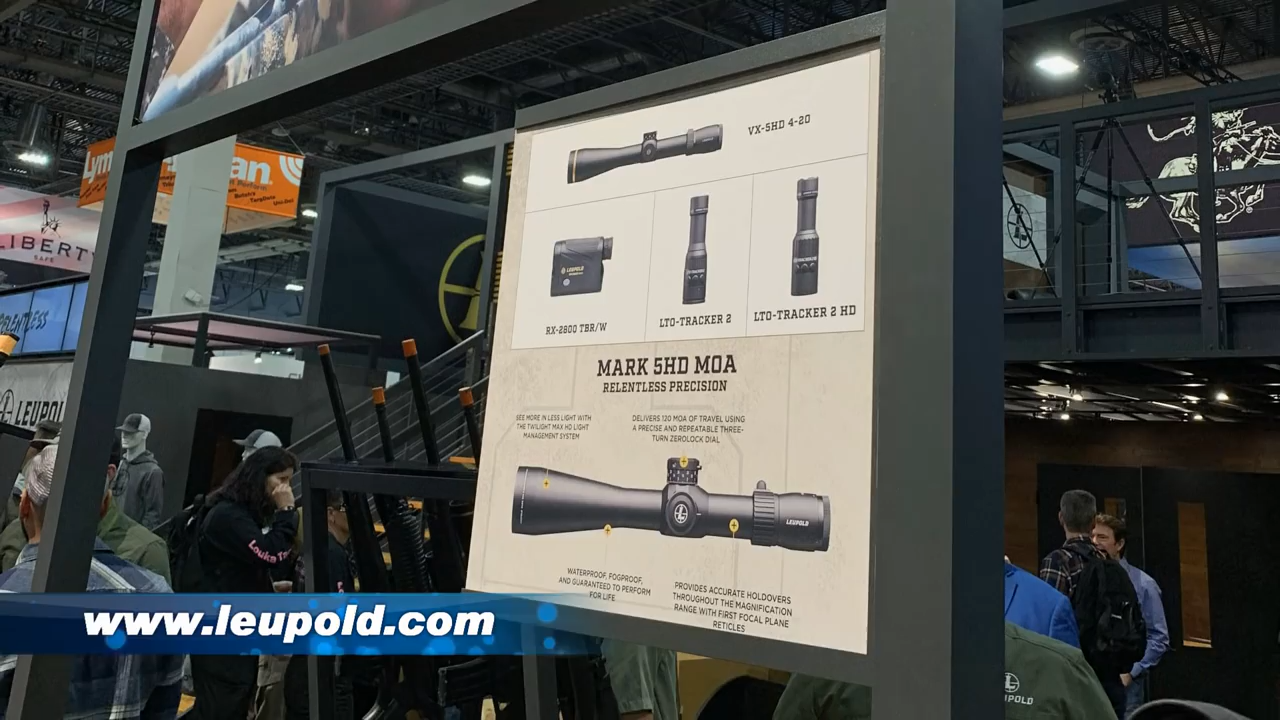 VX-5HD 4-20
RX-2800 TBR/W
LTO-TRACKER 2
LTO-TRACKER 2 HD
MARK 5HD MOA
RELENTLESS PRECISION
SEE MORE IN LESS LIGHT WITH
THE TWILIGHT MAX HD LIGHT
MANAGEMENT SYSTEM
DELIVERS 120 MOA OF TRAVEL USING
A PRECISE AND REPEATABLE THREE-
TURN ZEROLOCK DIAL
LEUPOLD
LEUPOLD
WATERPROOF, FOGPROOF,
AND GUARANTEED TO PERFORM
FOR LIFE
PROVIDES ACCURATE HOLDOVERS
THROUGHOUT THE MAGNIFICATION
RANGE WITH FIRST FOCAL PLANE
RETICLES
LIBERTY
SAFE
LEUPOLD
Louka
www.leupold.com